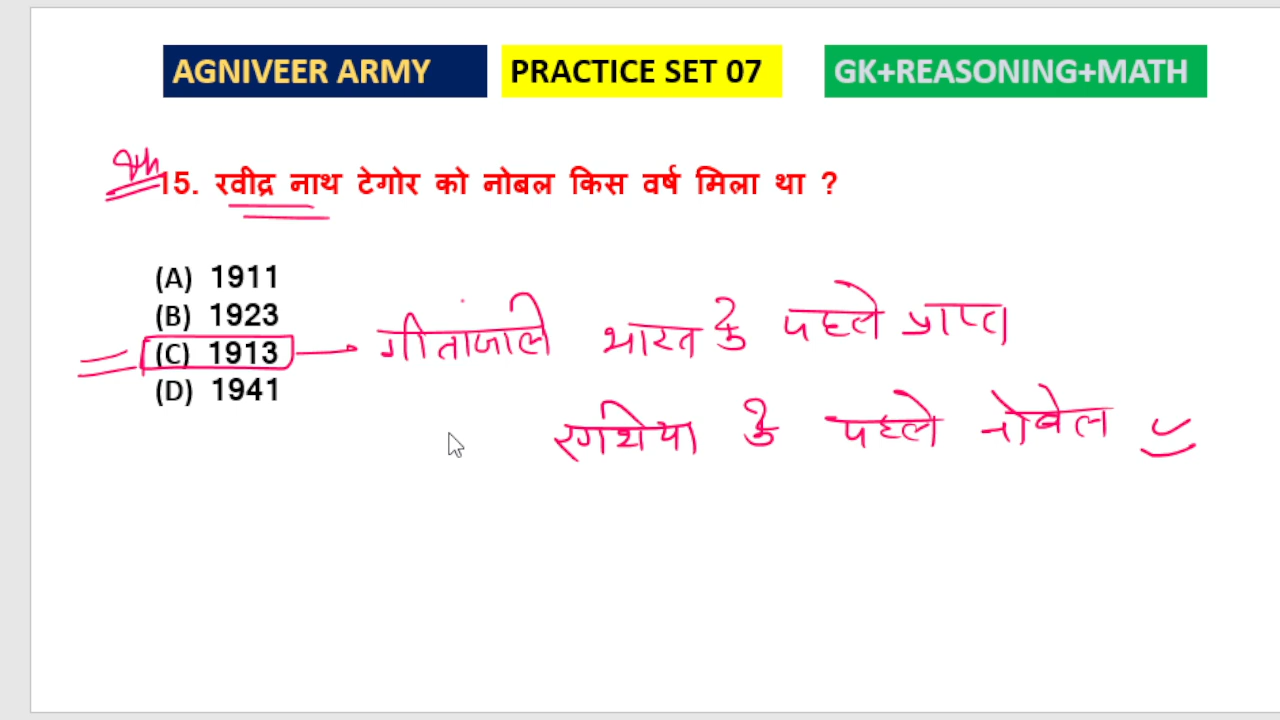 AGNIVEER ARMY PRACTICE SET 07 GK+REASONING+MATH
15. रवीद्र नाथ टेगोर को नोबल किस वर्ष मिला था ?
(A) 1911
(B) 1923
(C) 1913
(D) 1941
गीतांजलि भारत के पहले प्राप्त
के पहले नोबेल